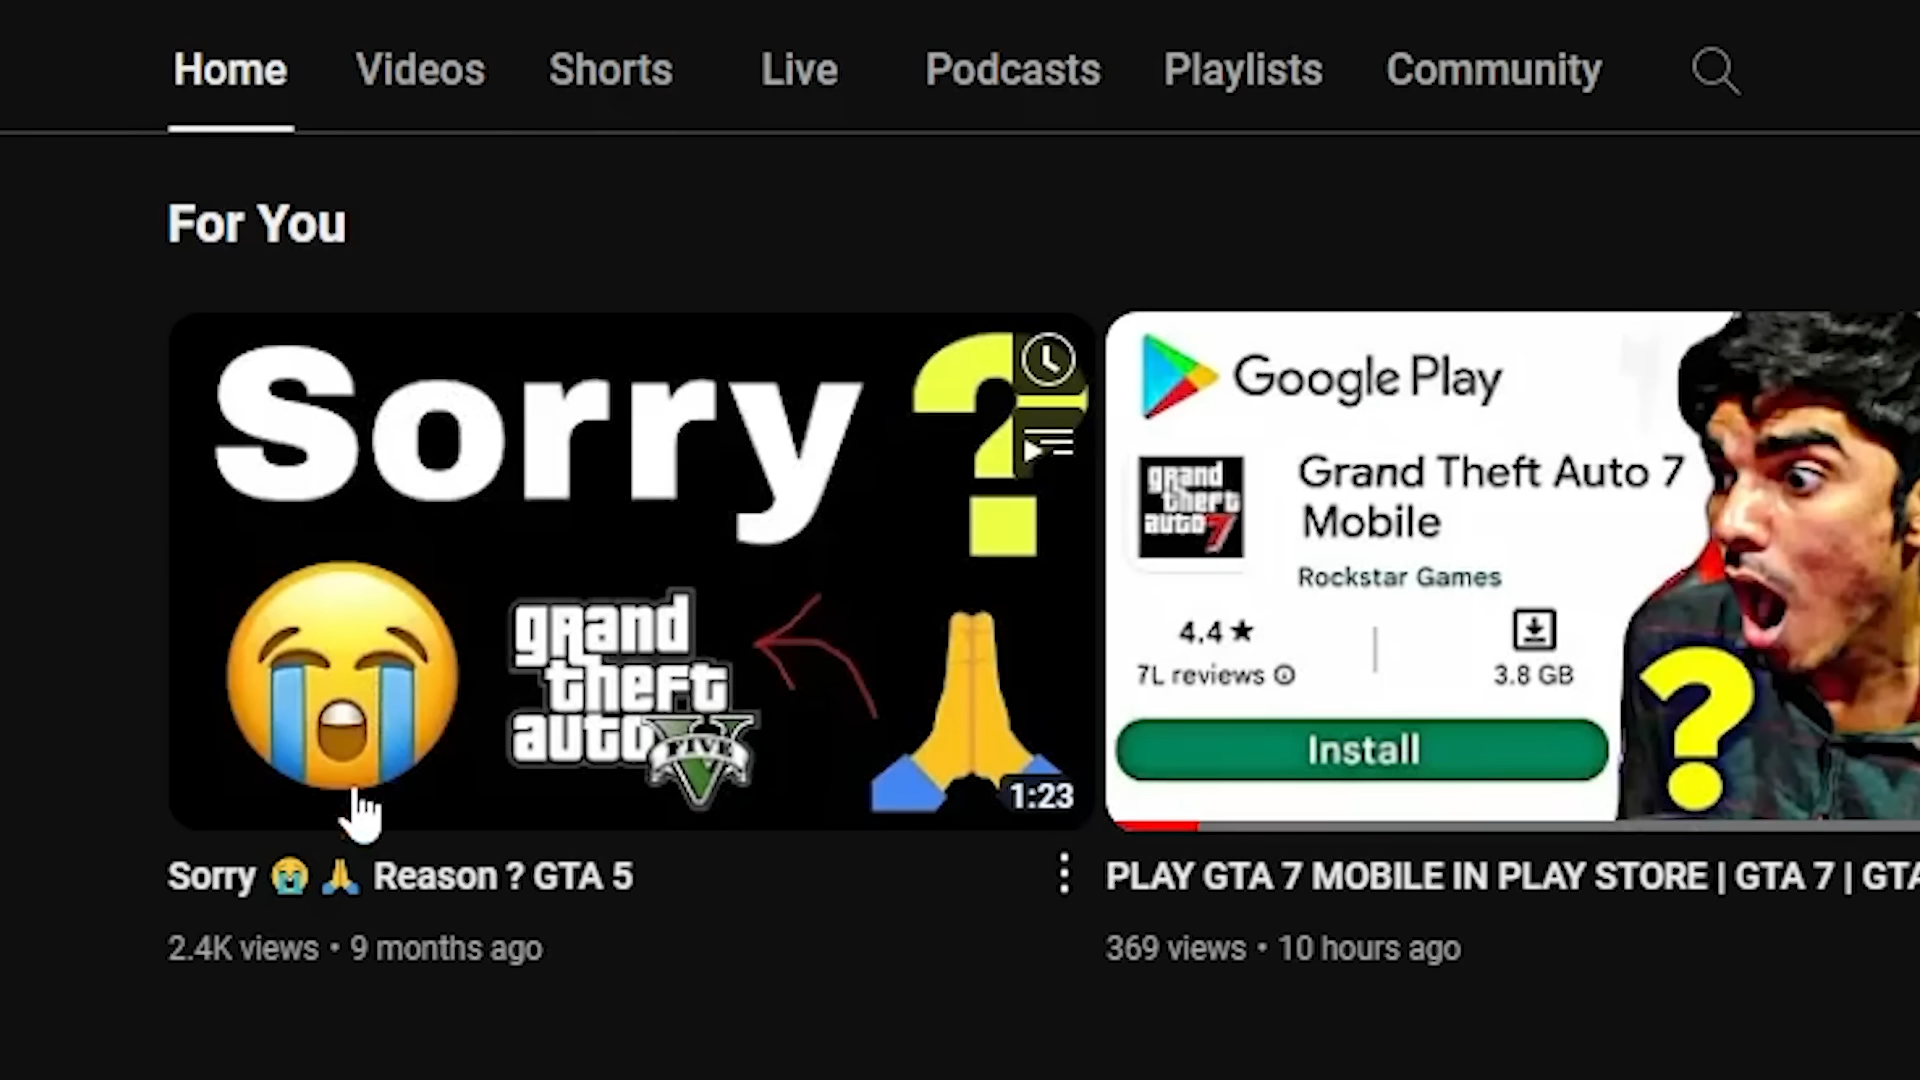 Home Videos Shorts Live Podcasts Playlists Community
For You
Sorry ?
grand
theft
auto
FIVE
1:23
Google Play
grand
theft
auto 7
Grand Theft Auto 7
Mobile
Rockstar Games
4.4 ★
7L reviews
3.8 GB
Install
?
Sorry 😭 🙏 Reason ? GTA 5
2.4K views • 9 months ago
PLAY GTA 7 MOBILE IN PLAY STORE | GTA 7 | GTA
369 views • 10 hours ago